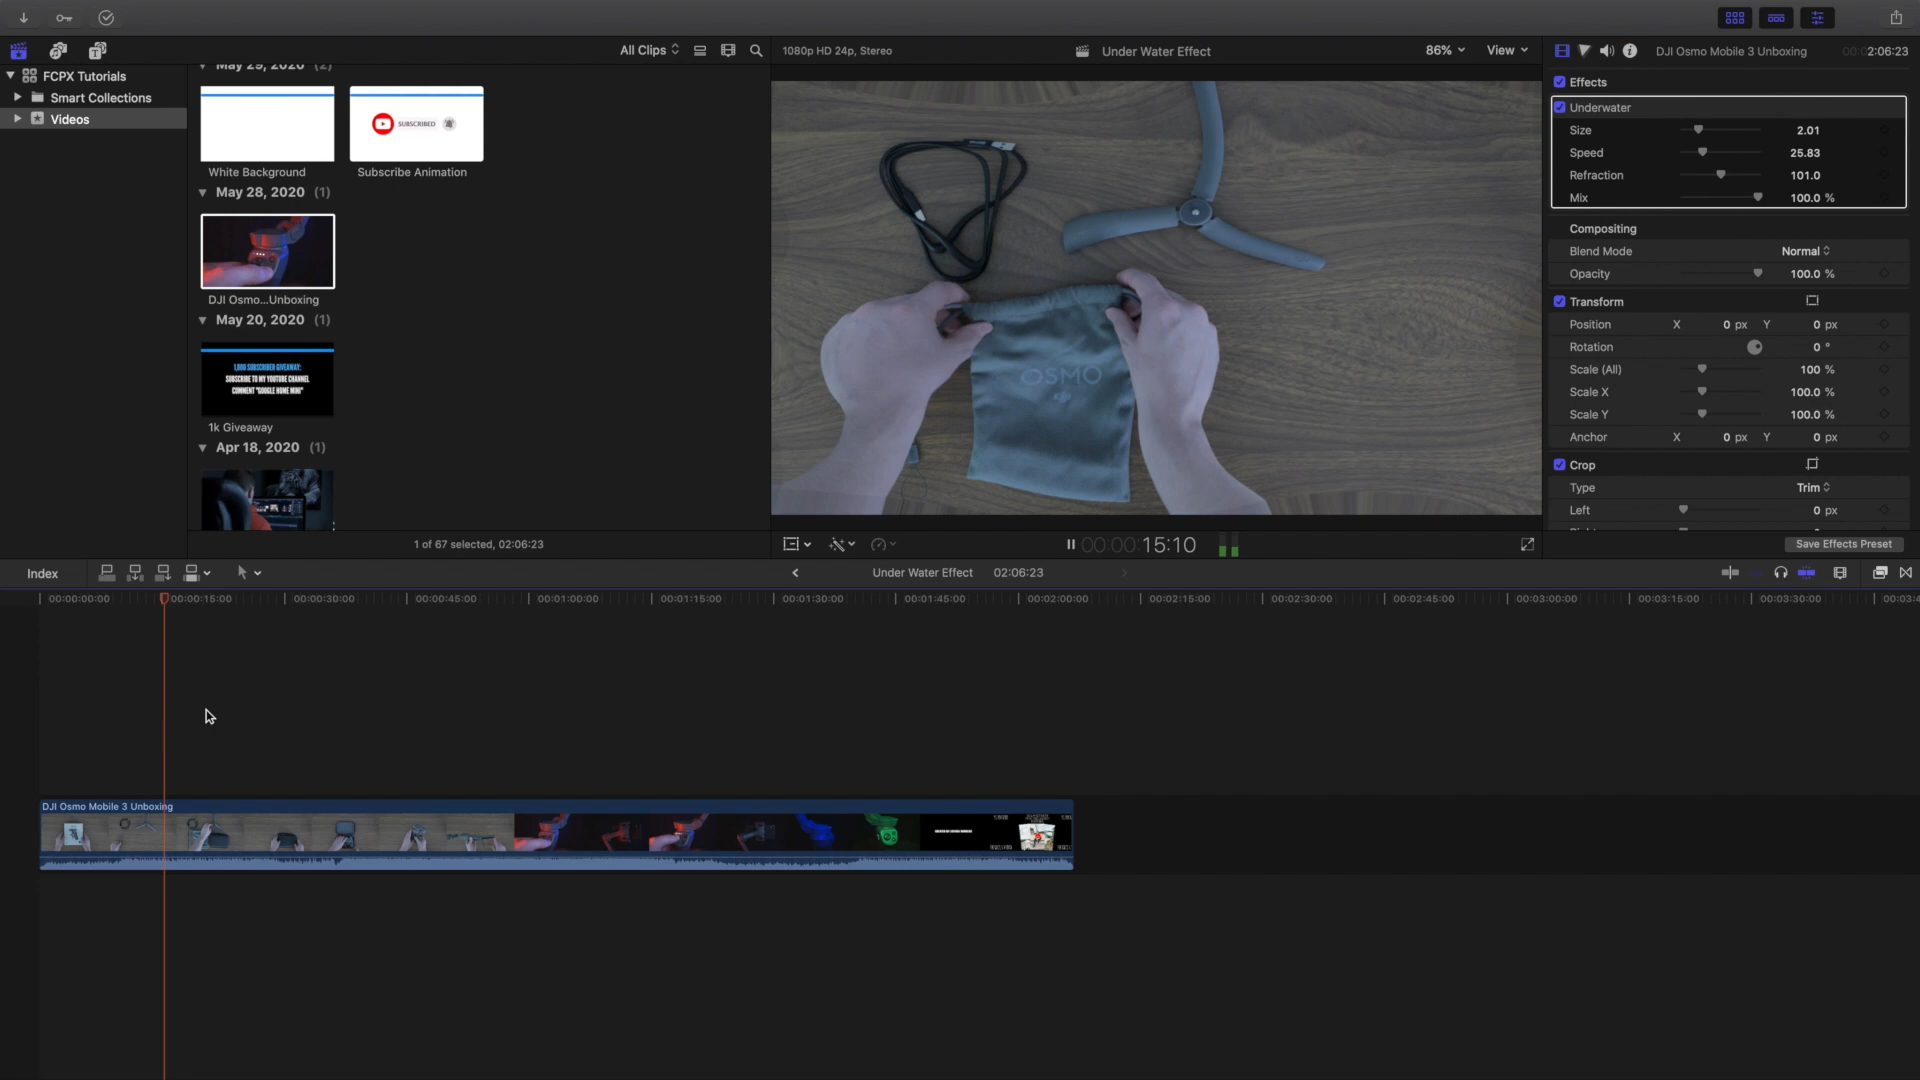 All Clips
1080p HD 24p, Stereo
Under Water Effect
86%
View
DJI Osmo Mobile 3 Unboxing
00:02:06:23
FCPX Tutorials
Smart Collections
Videos
May 29, 2020 (2)
SUBSCRIBED
White Background
Subscribe Animation
May 28, 2020 (1)
DJI Osmo...Unboxing
May 20, 2020 (1)
1,000 SUBSCRIBER GIVEAWAY:
SUBSCRIBE TO MY YOUTUBE CHANNEL
COMMENT "GOOGLE HOME MINI"
1k Giveaway
Apr 18, 2020 (1)
1 of 67 selected, 02:06:23
OSMO
dji
00:00:15:10
Effects
Underwater
Size 2.01
Speed 25.83
Refraction 101.0
Mix 100.0 %
Compositing
Blend Mode Normal
Opacity 100.0 %
Transform
Position X 0 px Y 0 px
Rotation 0 °
Scale (All) 100 %
Scale X 100.0 %
Scale Y 100.0 %
Anchor X 0 px Y 0 px
Crop
Type Trim
Left 0 px
Save Effects Preset
Index
Under Water Effect 02:06:23
00:00:00:00 00:00:15:00 00:00:30:00 00:00:45:00 00:01:00:00 00:01:15:00 00:01:30:00 00:01:45:00 00:02:00:00 00:02:15:00 00:02:30:00 00:02:45:00 00:03:00:00 00:03:15:00 00:03:30:00 00:03:4
DJI Osmo Mobile 3 Unboxing